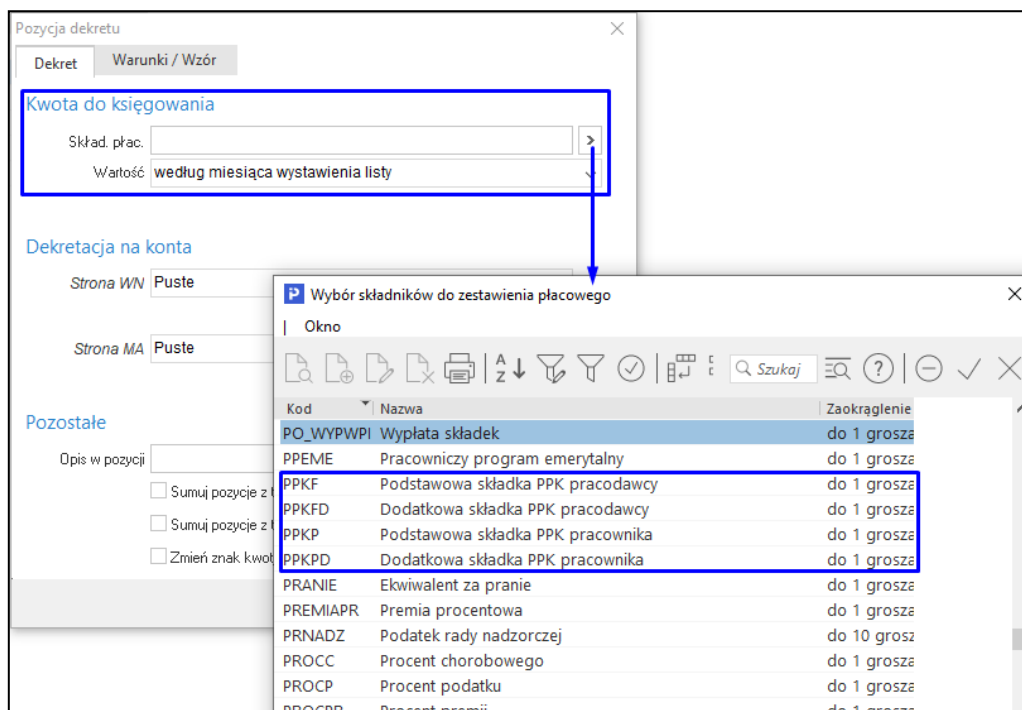 Pozycja dekretu
Dekret Warunki / Wzór
Kwota do księgowania
Skład. płac.
Wartość według miesiąca wystawienia listy
Dekretacja na konta
Strona WN Puste
Strona MA Puste
Pozostałe
Opis w pozycji
Sumuj pozycje z
Sumuj pozycje z
Zmień znak kwot
Wybór składników do zestawienia płacowego
Okno
Szukaj
Kod Nazwa Zaokrąglenie
PO_WYPWPI Wypłata składek do 1 grosza
PPEME Pracowniczy program emerytalny do 1 grosza
PPKF Podstawowa składka PPK pracodawcy do 1 grosza
PPKFD Dodatkowa składka PPK pracodawcy do 1 grosza
PPKP Podstawowa składka PPK pracownika do 1 grosza
PPKPD Dodatkowa składka PPK pracownika do 1 grosza
PRANIE Ekwiwalent za pranie do 1 grosza
PREMIAPR Premia procentowa do 1 grosza
PRNADZ Podatek rady nadzorczej do 10 grosz
PROCC Procent chorobowego do 1 grosza
PROCP Procent podatku do 1 grosza